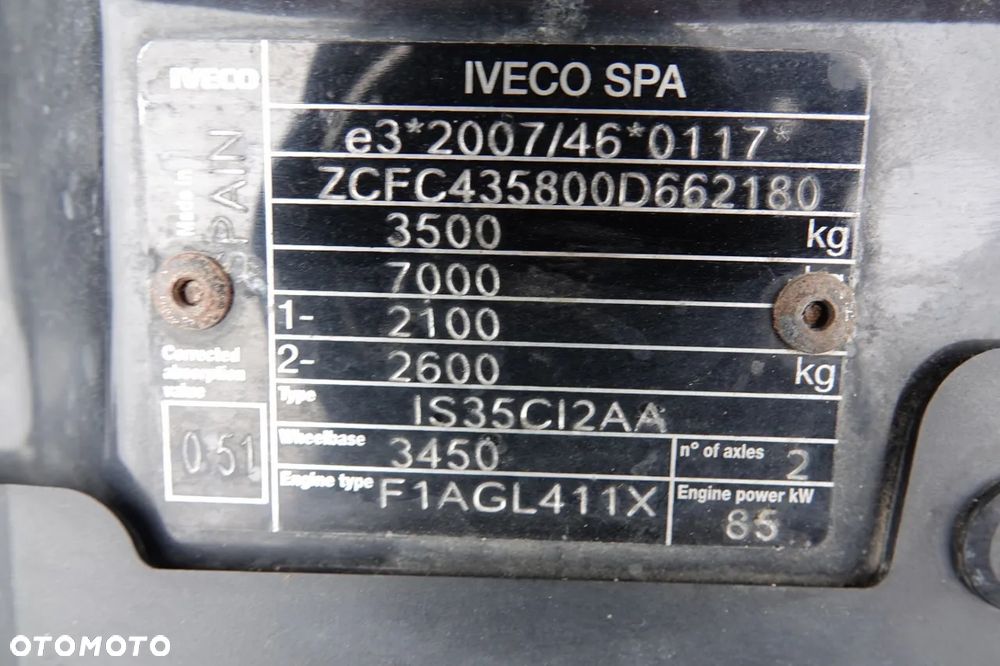 IVECO
IVECO SPA
e3*2007/46*0117*
ZCFC435800D662180
3500 kg
7000 kg
1- 2100
2- 2600 kg
Made in SPAIN
Corrected
absorption
value
0.51
Type IS35CI2AA
Wheelbase 3450
n° of axles 2
Engine type F1AGL411X
Engine power kW
85
OTOMOTO